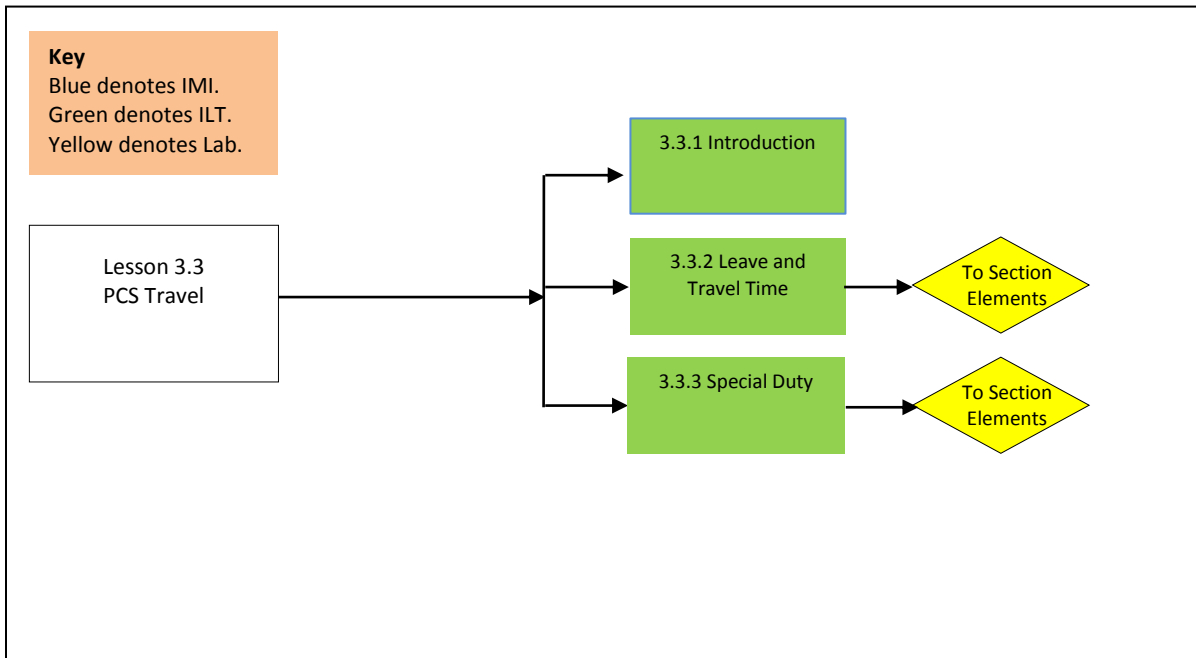 Key
Blue denotes IMI.
Green denotes ILT.
Yellow denotes Lab.
Lesson 3.3
PCS Travel
3.3.1 Introduction
3.3.2 Leave and
Travel Time
To Section
Elements
3.3.3 Special Duty
To Section
Elements